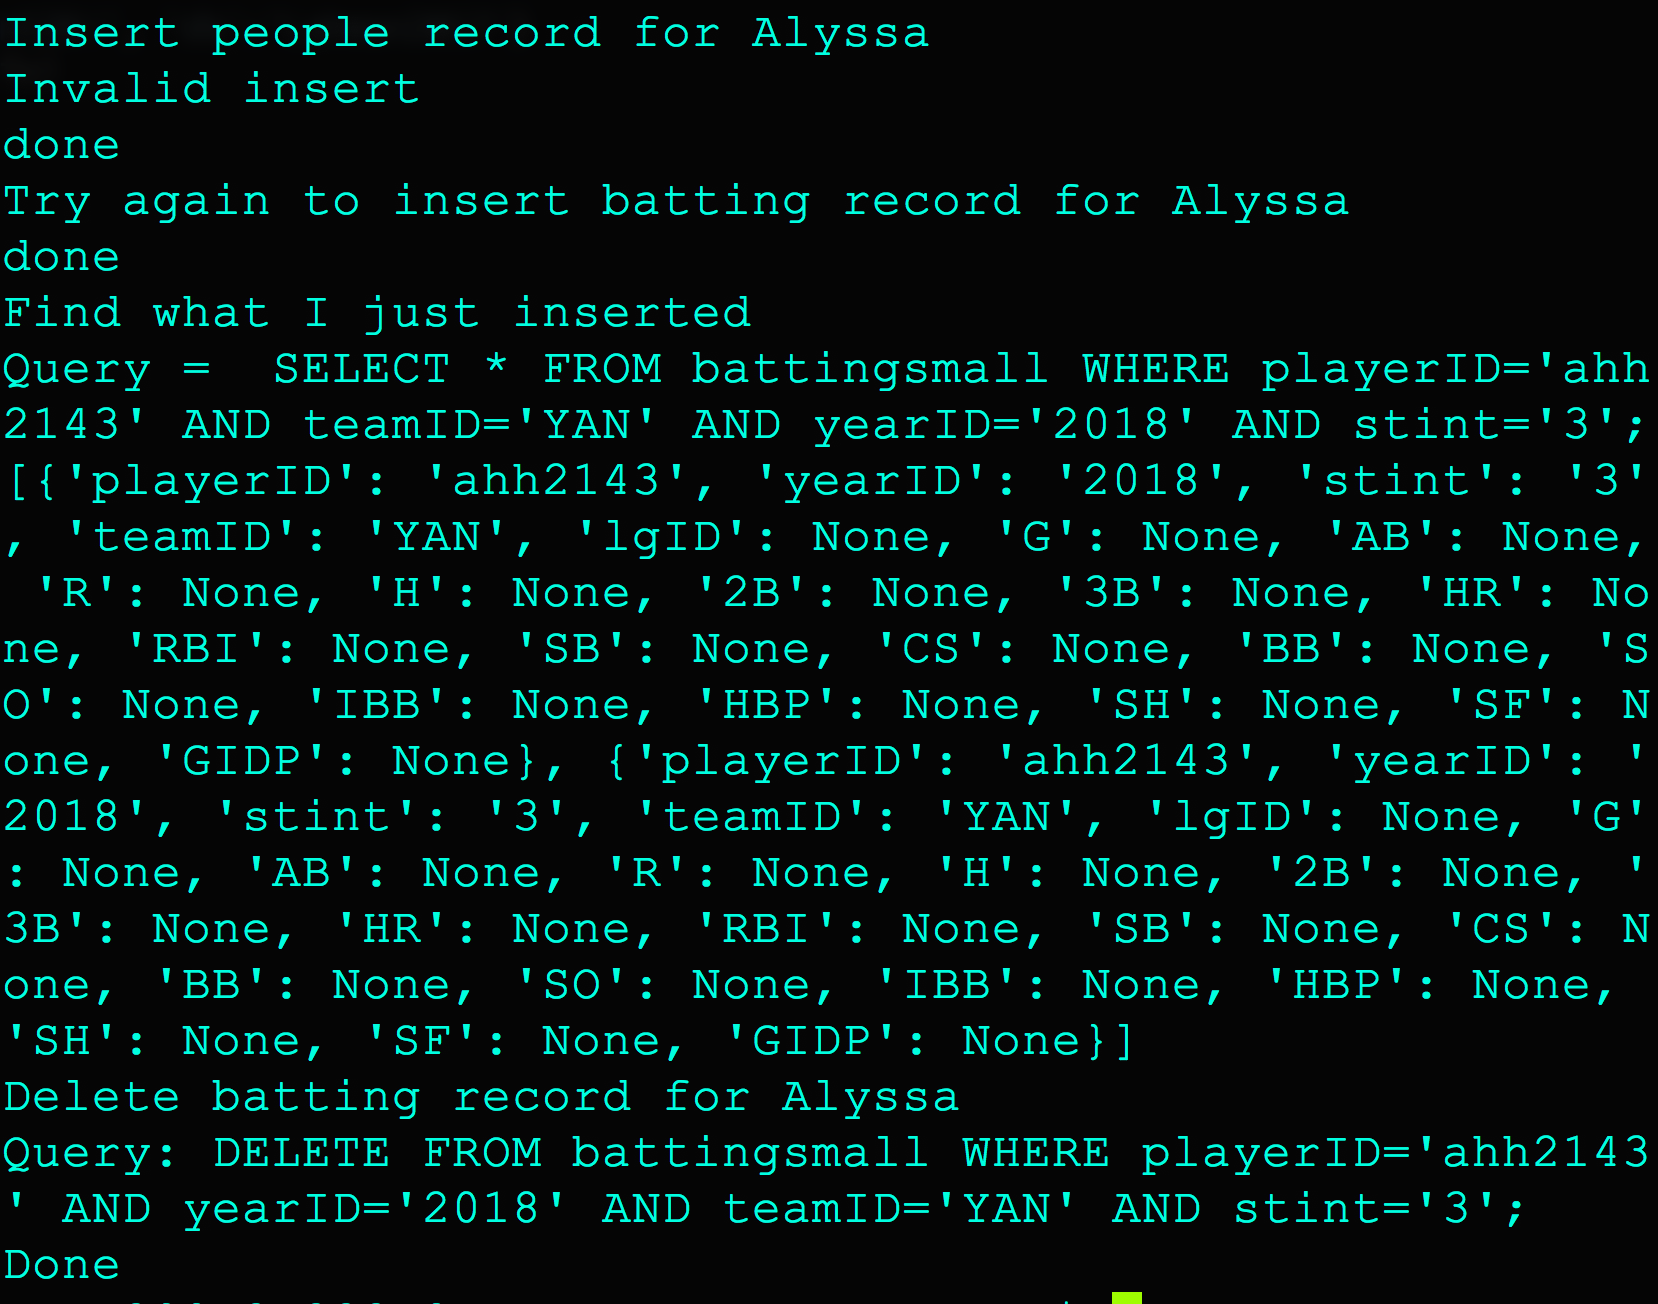 Insert people record for Alyssa
Invalid insert
done
Try again to insert batting record for Alyssa
done
Find what I just inserted
Query =  SELECT * FROM battingsmall WHERE playerID='ahh
2143' AND teamID='YAN' AND yearID='2018' AND stint='3';
[{'playerID': 'ahh2143', 'yearID': '2018', 'stint': '3'
, 'teamID': 'YAN', 'lgID': None, 'G': None, 'AB': None,
 'R': None, 'H': None, '2B': None, '3B': None, 'HR': No
ne, 'RBI': None, 'SB': None, 'CS': None, 'BB': None, 'S
O': None, 'IBB': None, 'HBP': None, 'SH': None, 'SF': N
one, 'GIDP': None}, {'playerID': 'ahh2143', 'yearID': '
2018', 'stint': '3', 'teamID': 'YAN', 'lgID': None, 'G'
: None, 'AB': None, 'R': None, 'H': None, '2B': None, '
3B': None, 'HR': None, 'RBI': None, 'SB': None, 'CS': N
one, 'BB': None, 'SO': None, 'IBB': None, 'HBP': None,
'SH': None, 'SF': None, 'GIDP': None}]
Delete batting record for Alyssa
Query: DELETE FROM battingsmall WHERE playerID='ahh2143
' AND yearID='2018' AND teamID='YAN' AND stint='3';
Done